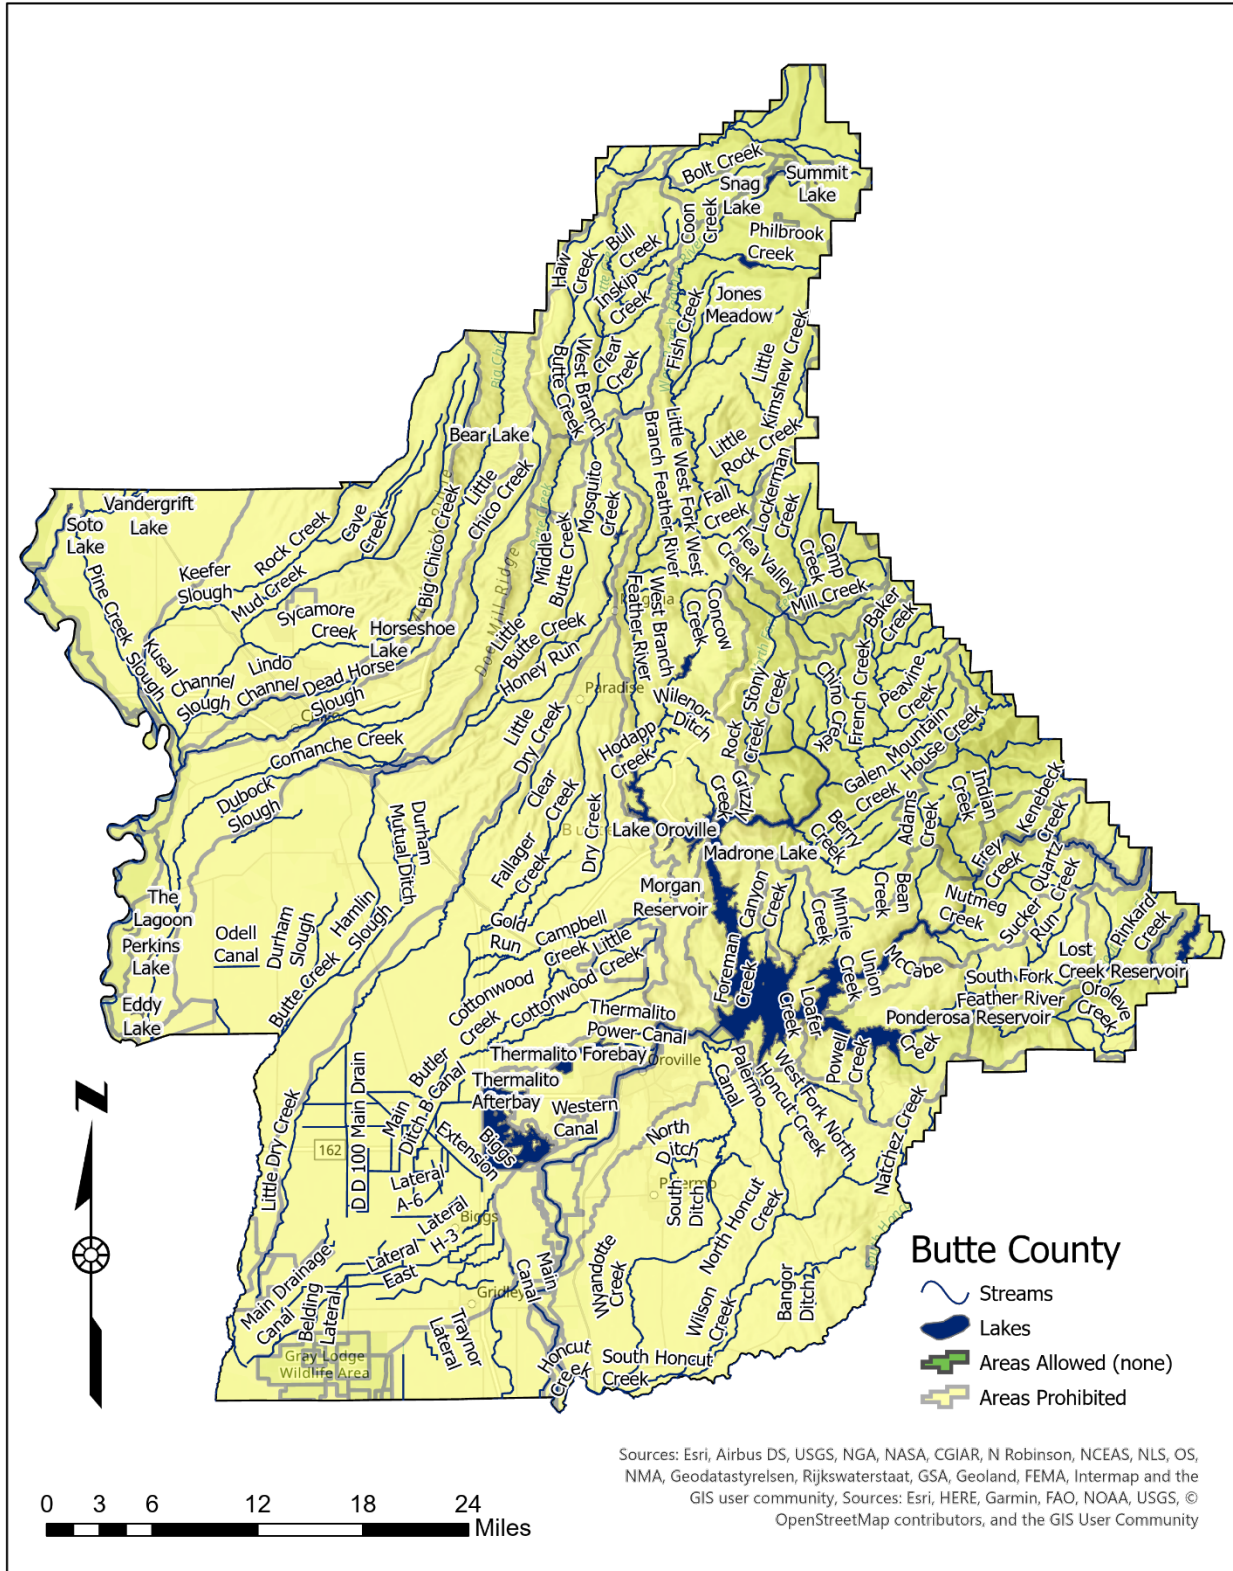 Bolt Creek
Snag
Lake
Summit
Lake
Coon
Creek
Philbrook
Creek
Bull
Creek
Haw
Creek
Inskip
Creek
Jones
Meadow
Fish Creek
Clear
Creek
West Branch
Butte Creek
Little
Kimshew Creek
Big Chi
Bear Lake
Little
Rock Creek
Little West Fork West
Branch Feather River
Lockerman
Creek
Fall
Creek
Flea Valley
Creek
Camp
Creek
Mill Creek
Baker
Creek
Vandergrift
Lake
Soto
Lake
Rock Creek
Cave
Creek
Big Chico Creek
Little
Chico Creek
Mosquito
Creek
Middle
Butte Creek
Keefer
Slough
Mud Creek
Pine Creek
Slough
Sycamore
Creek
Horseshoe
Lake
Kusal
Slough
Lindo
Channel
Channel
Slough
Dead Horse
Slough
Doe Mill Ridge
Little
Butte Creek
Honey Run
West Branch
Feather River
Concow
Creek
Paradise
Wilenor
Ditch
Rock
Creek
Stony
Creek
Chino Creek
French Creek
Peavine
Creek
Galen
Creek
Mountain
House Creek
Comanche Creek
Little
Dry Creek
Hodapp
Creek
Dubock
Slough
Durham
Mutual Ditch
Clear
Creek
Fallager
Creek
Dry Creek
Grizzly
Creek
Lake Oroville
Madrone Lake
Berry
Creek
Adams
Creek
Indian
Creek
Kenebeck
Creek
Frey
Creek
Quartz
Creek
Sucker
Run
Nutmeg
Creek
Bean
Creek
Minnie
Creek
Morgan
Reservoir
Canyon
Creek
Foreman
Creek
The
Lagoon
Perkins
Lake
Eddy
Lake
Odell
Canal
Durham
Slough
Hamlin
Slough
Butte Creek
Gold
Run
Campbell
Creek
Little
Cottonwood Creek
Cottonwood
Creek
McCabe
Creek
Union
Loafer
Creek
Pinkard
Creek
Lost
Creek Reservoir
South Fork
Feather River
Oroleve
Creek
Ponderosa Reservoir
Creek
Powell
Creek
Thermalito
Power Canal
Thermalito Forebay
Oroville
Thermalito
Afterbay
Western
Canal
Butler
Ditch
Main
B Canal
Biggs
Extension
D D 100 Main Drain
162
Little Dry Creek
Lateral
A-6
Lateral
H-3
Biggs
Palermo
Canal
West Fork North
Honcut Creek
North
Ditch
South
Ditch
Palermo
Natchez Creek
North Honcut
Creek
Wyandotte
Creek
Main Drainage
Canal
Lateral
East
Belding
Lateral
Gridley
Main
Canal
Traynor
Lateral
Gray Lodge
Wildlife Area
Honcut
Creek
South Honcut
Creek
Wilson
Creek
Bangor
Ditch
Butte County
Streams
Lakes
Areas Allowed (none)
Areas Prohibited
N
0 3 6 12 18 24
Miles
Sources: Esri, Airbus DS, USGS, NGA, NASA, CGIAR, N Robinson, NCEAS, NLS, OS,
NMA, Geodatastyrelsen, Rijkswaterstaat, GSA, Geoland, FEMA, Intermap and the
GIS user community, Sources: Esri, HERE, Garmin, FAO, NOAA, USGS, ©
OpenStreetMap contributors, and the GIS User Community